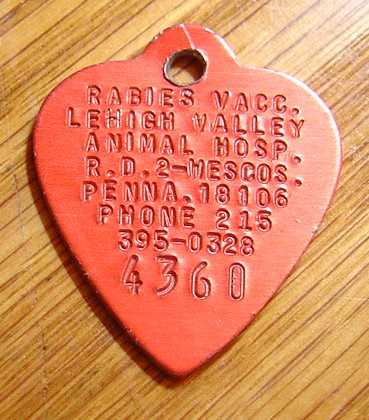 RABIES VACC.
LEHIGH VALLEY
ANIMAL HOSP.
R.D.2-WESCOS.
PENNA.18106
PHONE 215
395-0328
4360